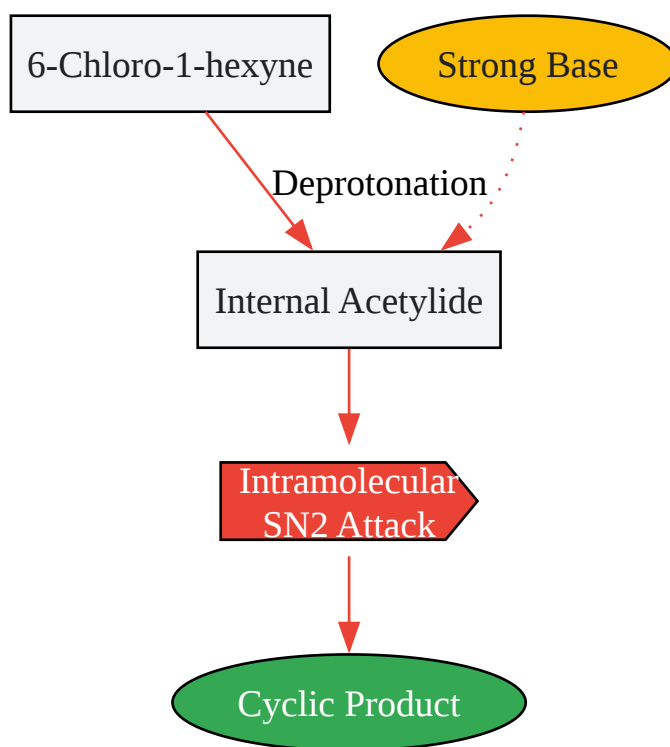 6-Chloro-1-hexyne
Strong Base
Deprotonation
Internal Acetylide
Intramolecular
SN2 Attack
Cyclic Product